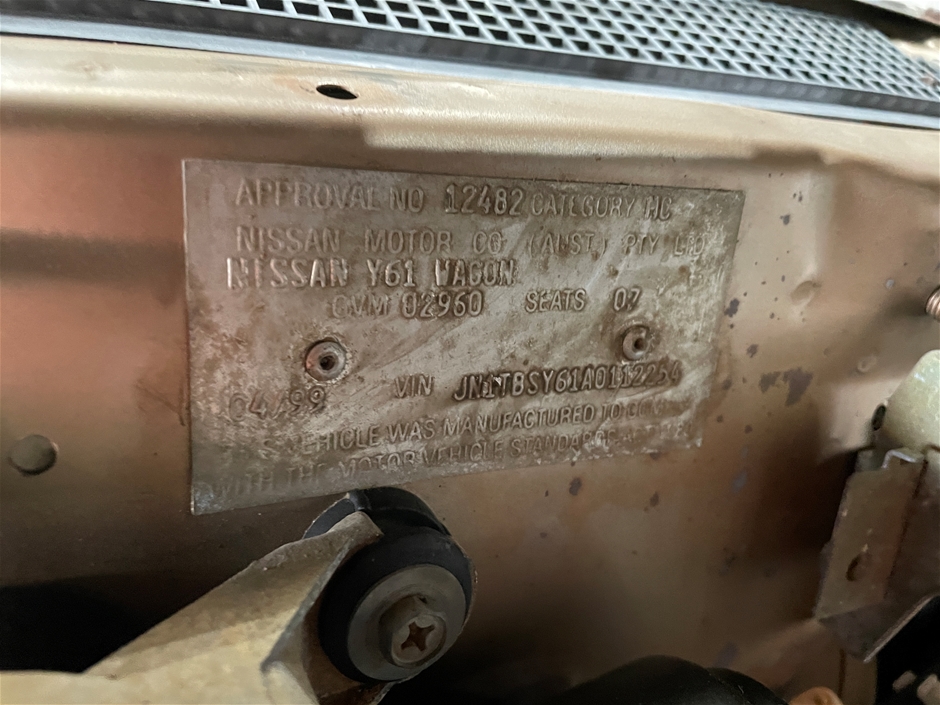 APPROVAL NO 12482 CATEGORY MC
NISSAN MOTOR CO (AUST) PTY LTD
NISSAN Y61 WAGON
GVM 02960 SEATS 07
04/99 VIN JN1TBSY61A0112254
VEHICLE WAS MANUFACTURED TO
WITH THE MOTOR VEHICLE STANDARDS